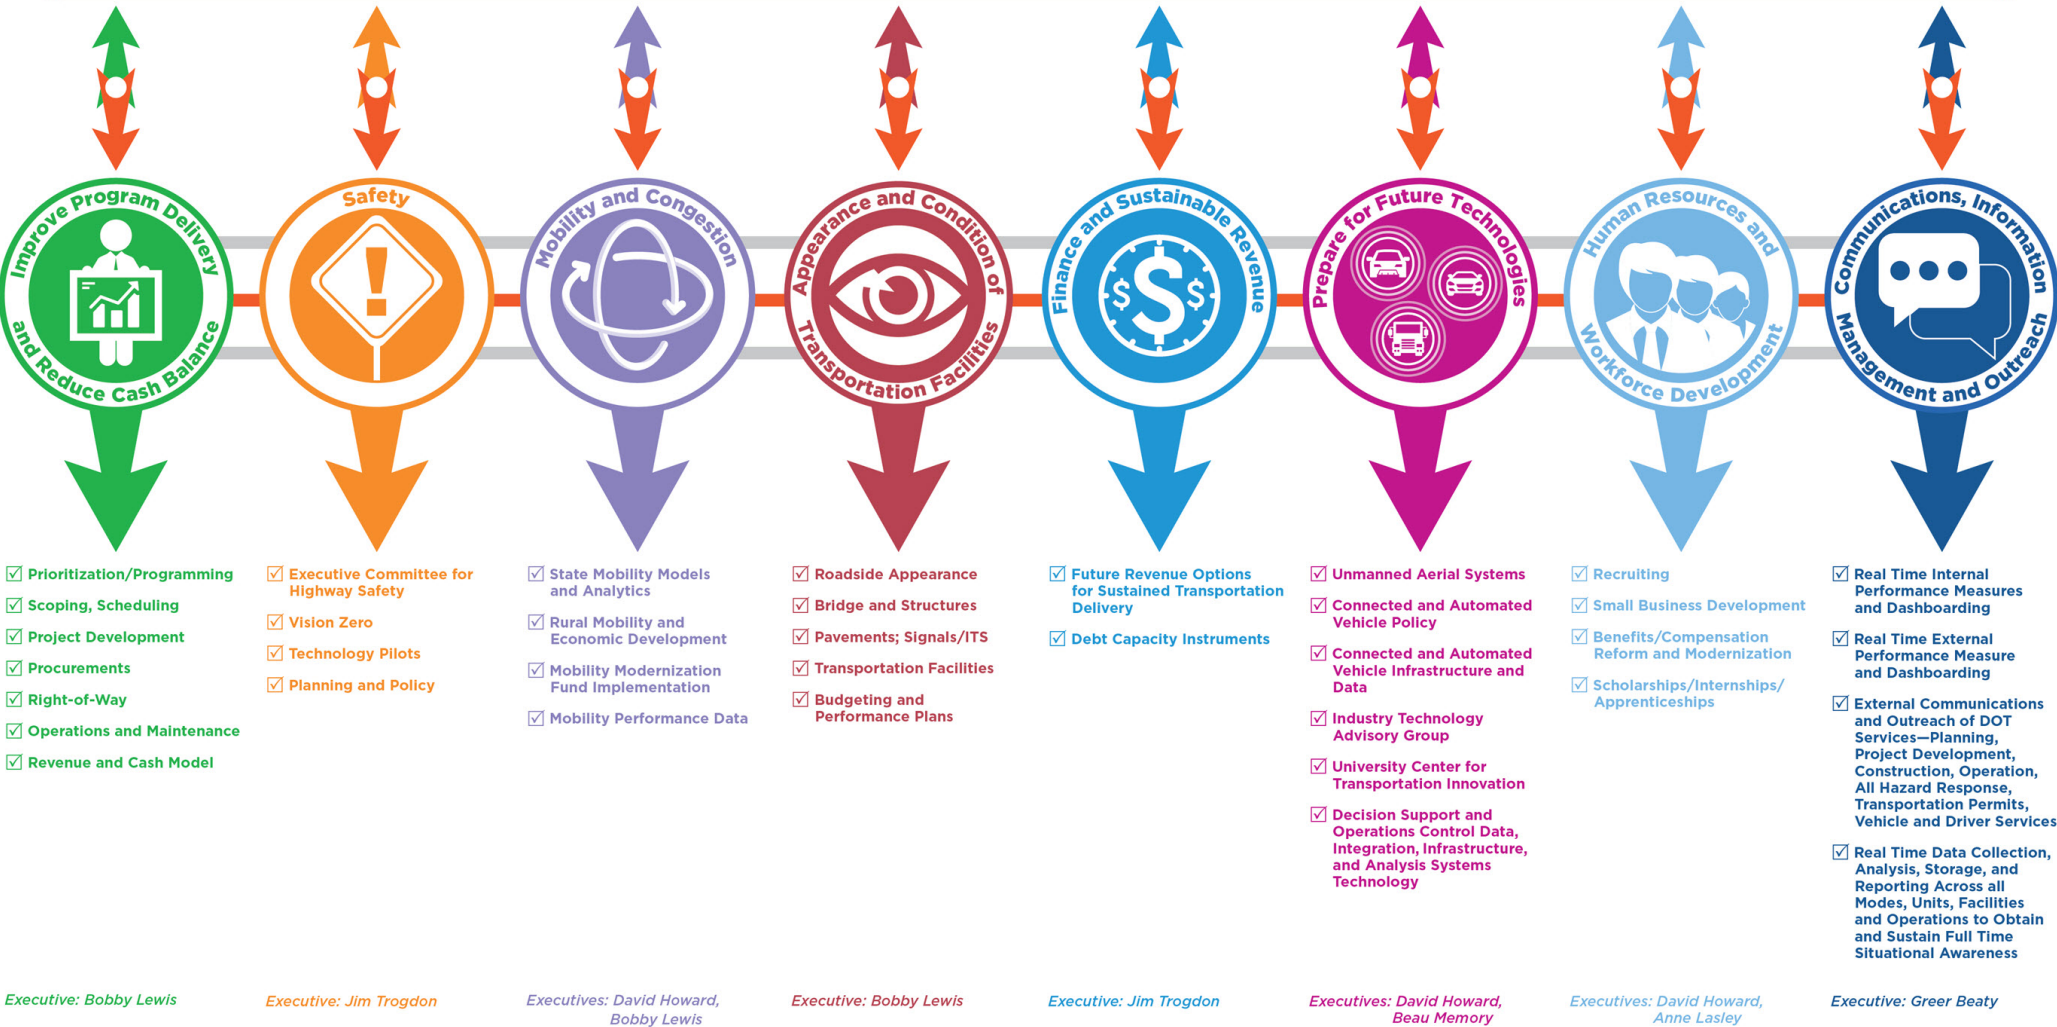 Improve Program Delivery
and Reduce Cash Balance
Safety
Mobility and Congestion
Appearance and Condition of
Transportation Facilities
Finance and Sustainable Revenue
Prepare for Future Technologies
Human Resources and
Workforce Development
Communications, Information
Management and Outreach
Prioritization/Programming
Scoping, Scheduling
Project Development
Procurements
Right-of-Way
Operations and Maintenance
Revenue and Cash Model
Executive: Bobby Lewis
Executive Committee for
Highway Safety
Vision Zero
Technology Pilots
Planning and Policy
Executive: Jim Trogdon
State Mobility Models
and Analytics
Rural Mobility and
Economic Development
Mobility Modernization
Fund Implementation
Mobility Performance Data
Executives: David Howard,
Bobby Lewis
Roadside Appearance
Bridge and Structures
Pavements; Signals/ITS
Transportation Facilities
Budgeting and
Performance Plans
Executive: Bobby Lewis
Future Revenue Options
for Sustained Transportation
Delivery
Debt Capacity Instruments
Executive: Jim Trogdon
Unmanned Aerial Systems
Connected and Automated
Vehicle Policy
Connected and Automated
Vehicle Infrastructure and
Data
Industry Technology
Advisory Group
University Center for
Transportation Innovation
Decision Support and
Operations Control Data,
Integration, Infrastructure,
and Analysis Systems
Technology
Executives: David Howard,
Beau Memory
Recruiting
Small Business Development
Benefits/Compensation
Reform and Modernization
Scholarships/Internships/
Apprenticeships
Executives: David Howard,
Anne Lasley
Real Time Internal
Performance Measures
and Dashboarding
Real Time External
Performance Measure
and Dashboarding
External Communications
and Outreach of DOT
Services—Planning,
Project Development,
Construction, Operation,
All Hazard Response,
Transportation Permits,
Vehicle and Driver Services
Real Time Data Collection,
Analysis, Storage, and
Reporting Across all
Modes, Units, Facilities
and Operations to Obtain
and Sustain Full Time
Situational Awareness
Executive: Greer Beaty